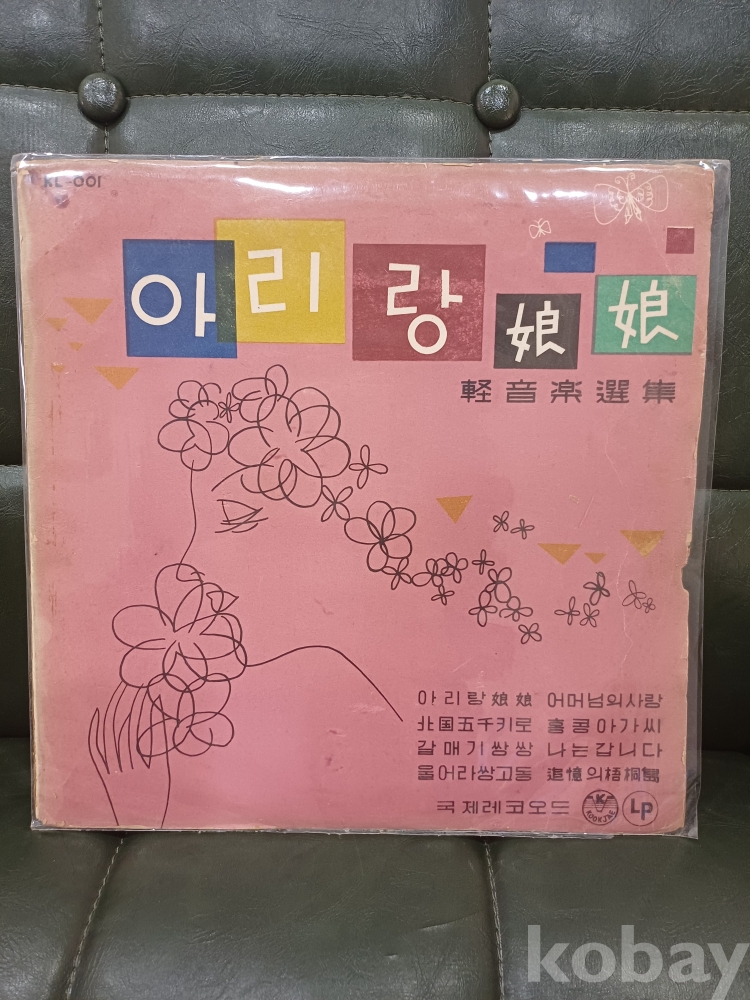 KL-001
아리랑娘娘
軽音楽選集
아리랑娘娘 어머님의사랑
北国五千키로 홍콩아가씨
갈매기쌍쌍 나는갑니다
울어라쌍고동 追憶의梧桐島
국제레코오드 K KOOKJAE LP
kobay